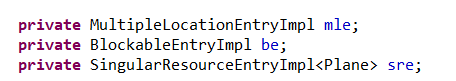 private MultipleLocationEntryImpl mle;
private BlockableEntryImpl be;
private SingularResourceEntryImpl<Plane> sre;